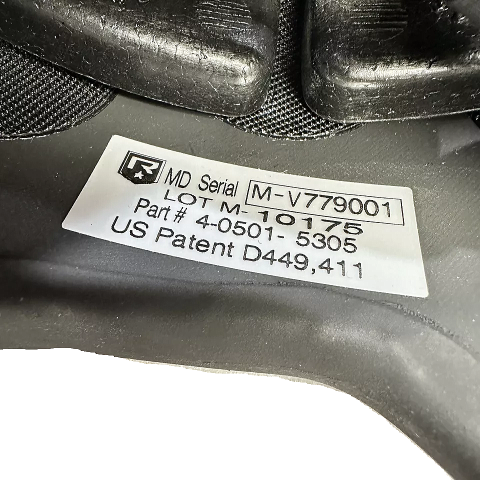 R
MD Serial M-V779001
LOT M-10175
Part # 4-0501-5305
US Patent D449,411